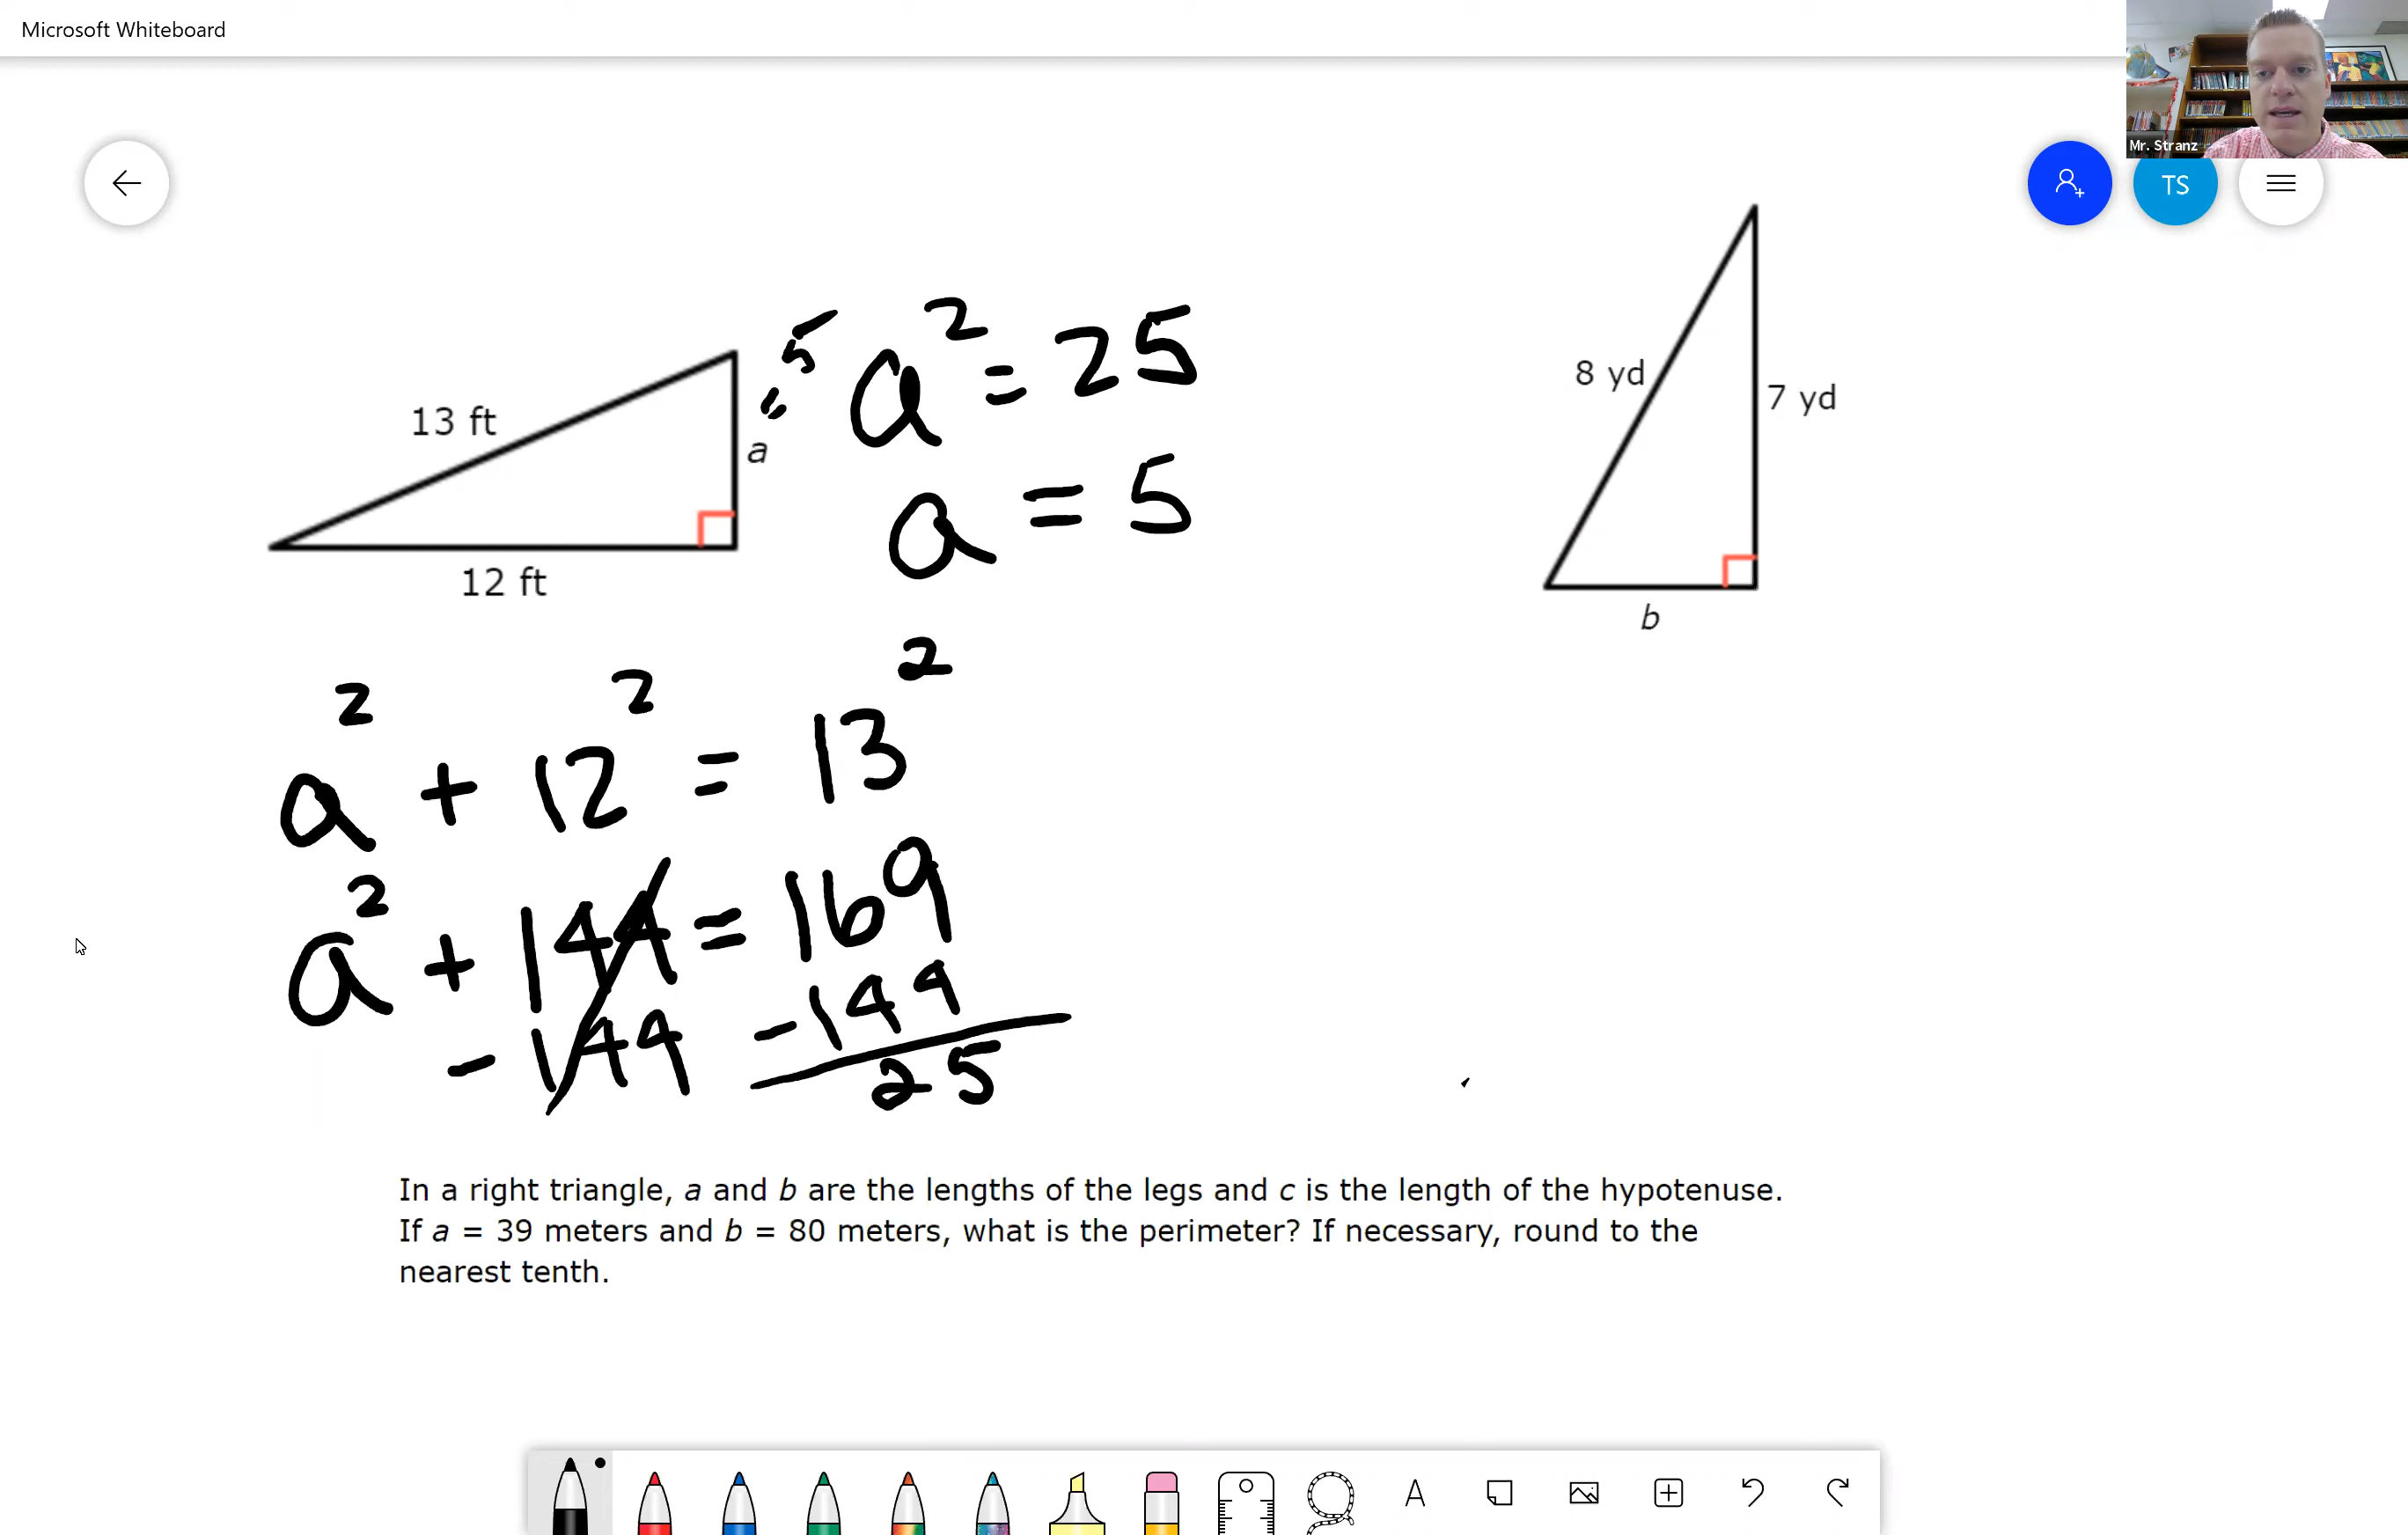 Microsoft Whiteboard
Mr. Stranz
TS
13 ft
a
= 5
12 ft
a² = 25
a = 5
8 yd
7 yd
b
a² + 12² = 13²
a² + 144 = 169
- 144 - 144
25
In a right triangle, a and b are the lengths of the legs and c is the length of the hypotenuse.
If a = 39 meters and b = 80 meters, what is the perimeter? If necessary, round to the
nearest tenth.
A